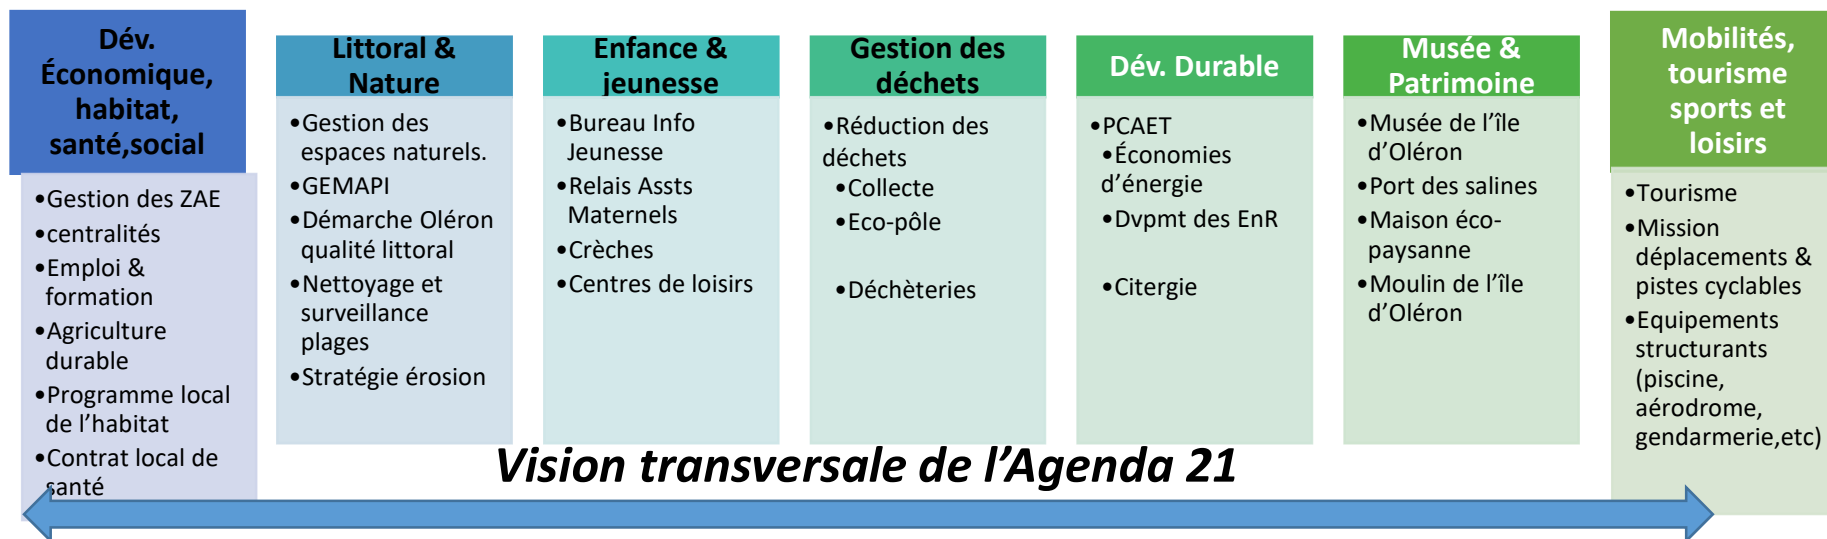 Dév.
Économique,
habitat,
santé,social
•Gestion des ZAE
•centralités
•Emploi &
formation
•Agriculture
durable
•Programme local
de l’habitat
•Contrat local de
santé
Littoral &
Nature
•Gestion des
espaces naturels.
•GEMAPI
•Démarche Oléron
qualité littoral
•Nettoyage et
surveillance
plages
•Stratégie érosion
Enfance &
jeunesse
•Bureau Info
Jeunesse
•Relais Assts
Maternels
•Crèches
•Centres de loisirs
Gestion des
déchets
•Réduction des
déchets
•Collecte
•Eco-pôle
•Déchèteries
Dév. Durable
•PCAET
•Économies
d’énergie
•Dvpmt des EnR
•Citergie
Musée &
Patrimoine
•Musée de l’île
d’Oléron
•Port des salines
•Maison éco-
paysanne
•Moulin de l’île
d’Oléron
Mobilités,
tourisme
sports et
loisirs
•Tourisme
•Mission
déplacements &
pistes cyclables
•Equipements
structurants
(piscine,
aérodrome,
gendarmerie,etc)
Vision transversale de l’Agenda 21